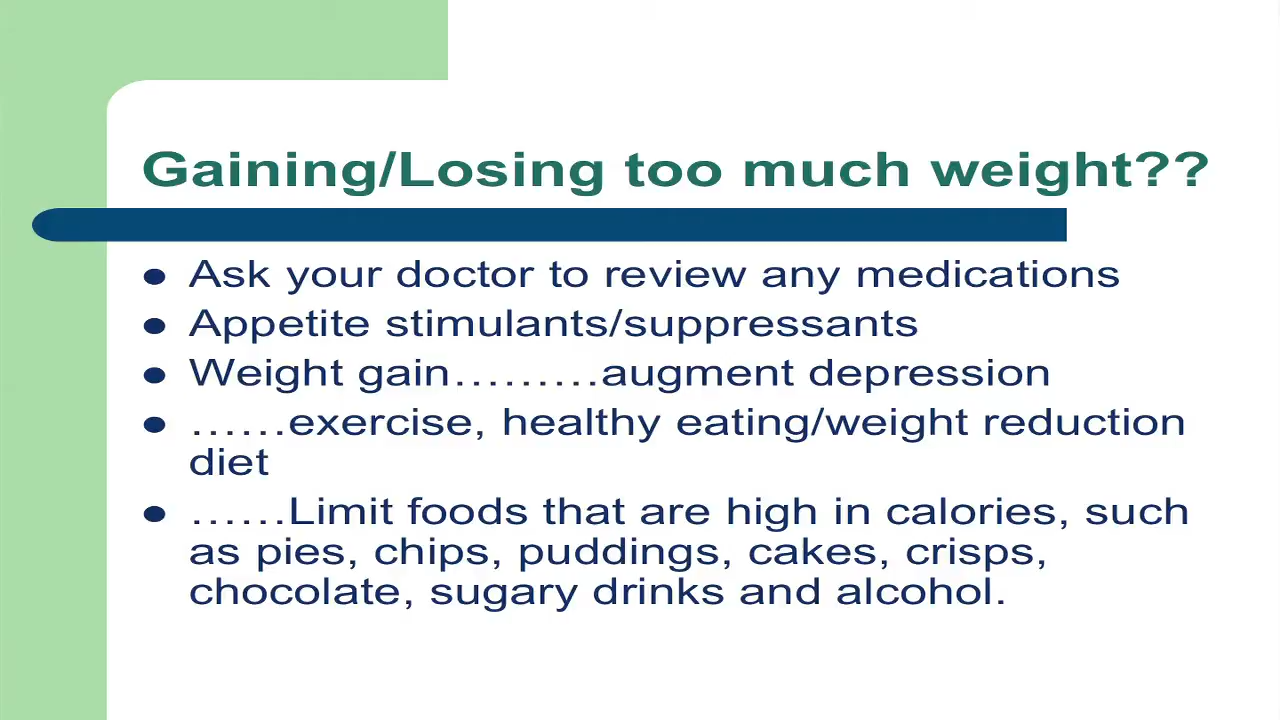 Gaining/Losing too much weight??
● Ask your doctor to review any medications
● Appetite stimulants/suppressants
● Weight gain………augment depression
● ……exercise, healthy eating/weight reduction
diet
● ……Limit foods that are high in calories, such
as pies, chips, puddings, cakes, crisps,
chocolate, sugary drinks and alcohol.